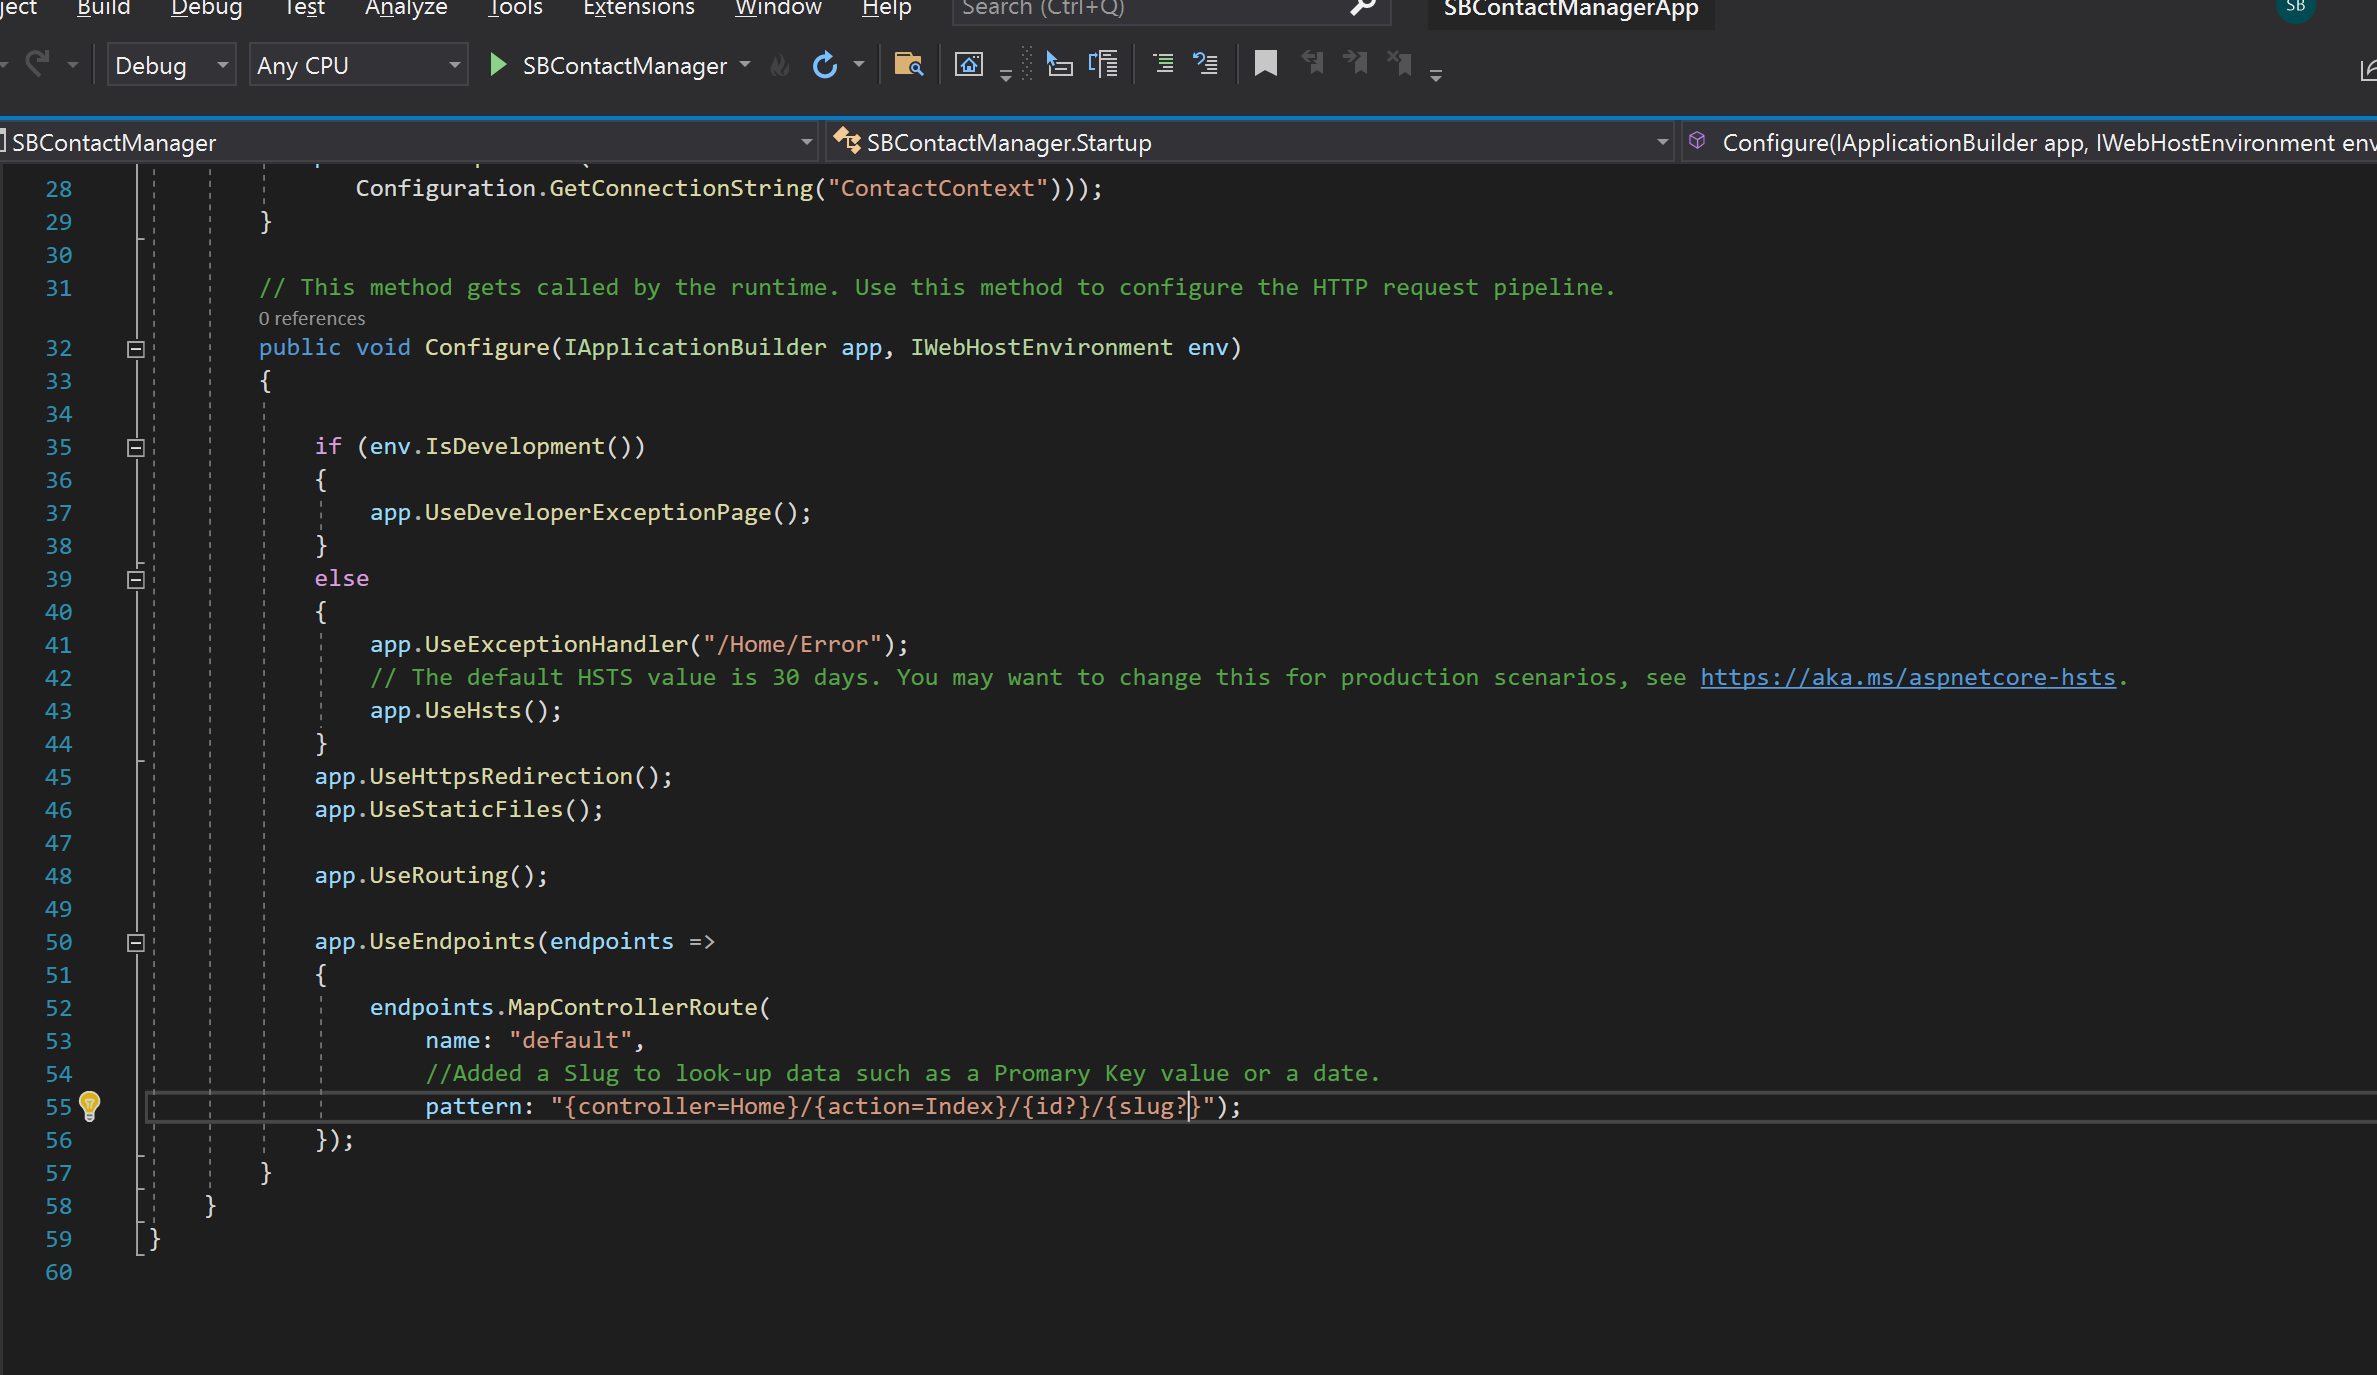 ject Build Debug Test Analyze Tools Extensions Window Help Search (Ctrl+Q) SBContactManagerApp SB
Debug Any CPU SBContactManager
SBContactManager SBContactManager.Startup Configure(IApplicationBuilder app, IWebHostEnvironment env
28 Configuration.GetConnectionString("ContactContext")));
29 }
30
31 // This method gets called by the runtime. Use this method to configure the HTTP request pipeline.
0 references
32 public void Configure(IApplicationBuilder app, IWebHostEnvironment env)
33 {
34
35 if (env.IsDevelopment())
36 {
37 app.UseDeveloperExceptionPage();
38 }
39 else
40 {
41 app.UseExceptionHandler("/Home/Error");
42 // The default HSTS value is 30 days. You may want to change this for production scenarios, see https://aka.ms/aspnetcore-hsts.
43 app.UseHsts();
44 }
45 app.UseHttpsRedirection();
46 app.UseStaticFiles();
47
48 app.UseRouting();
49
50 app.UseEndpoints(endpoints =>
51 {
52 endpoints.MapControllerRoute(
53 name: "default",
54 //Added a Slug to look-up data such as a Promary Key value or a date.
55 pattern: "{controller=Home}/{action=Index}/{id?}/{slug?}");
56 });
57 }
58 }
59 }
60